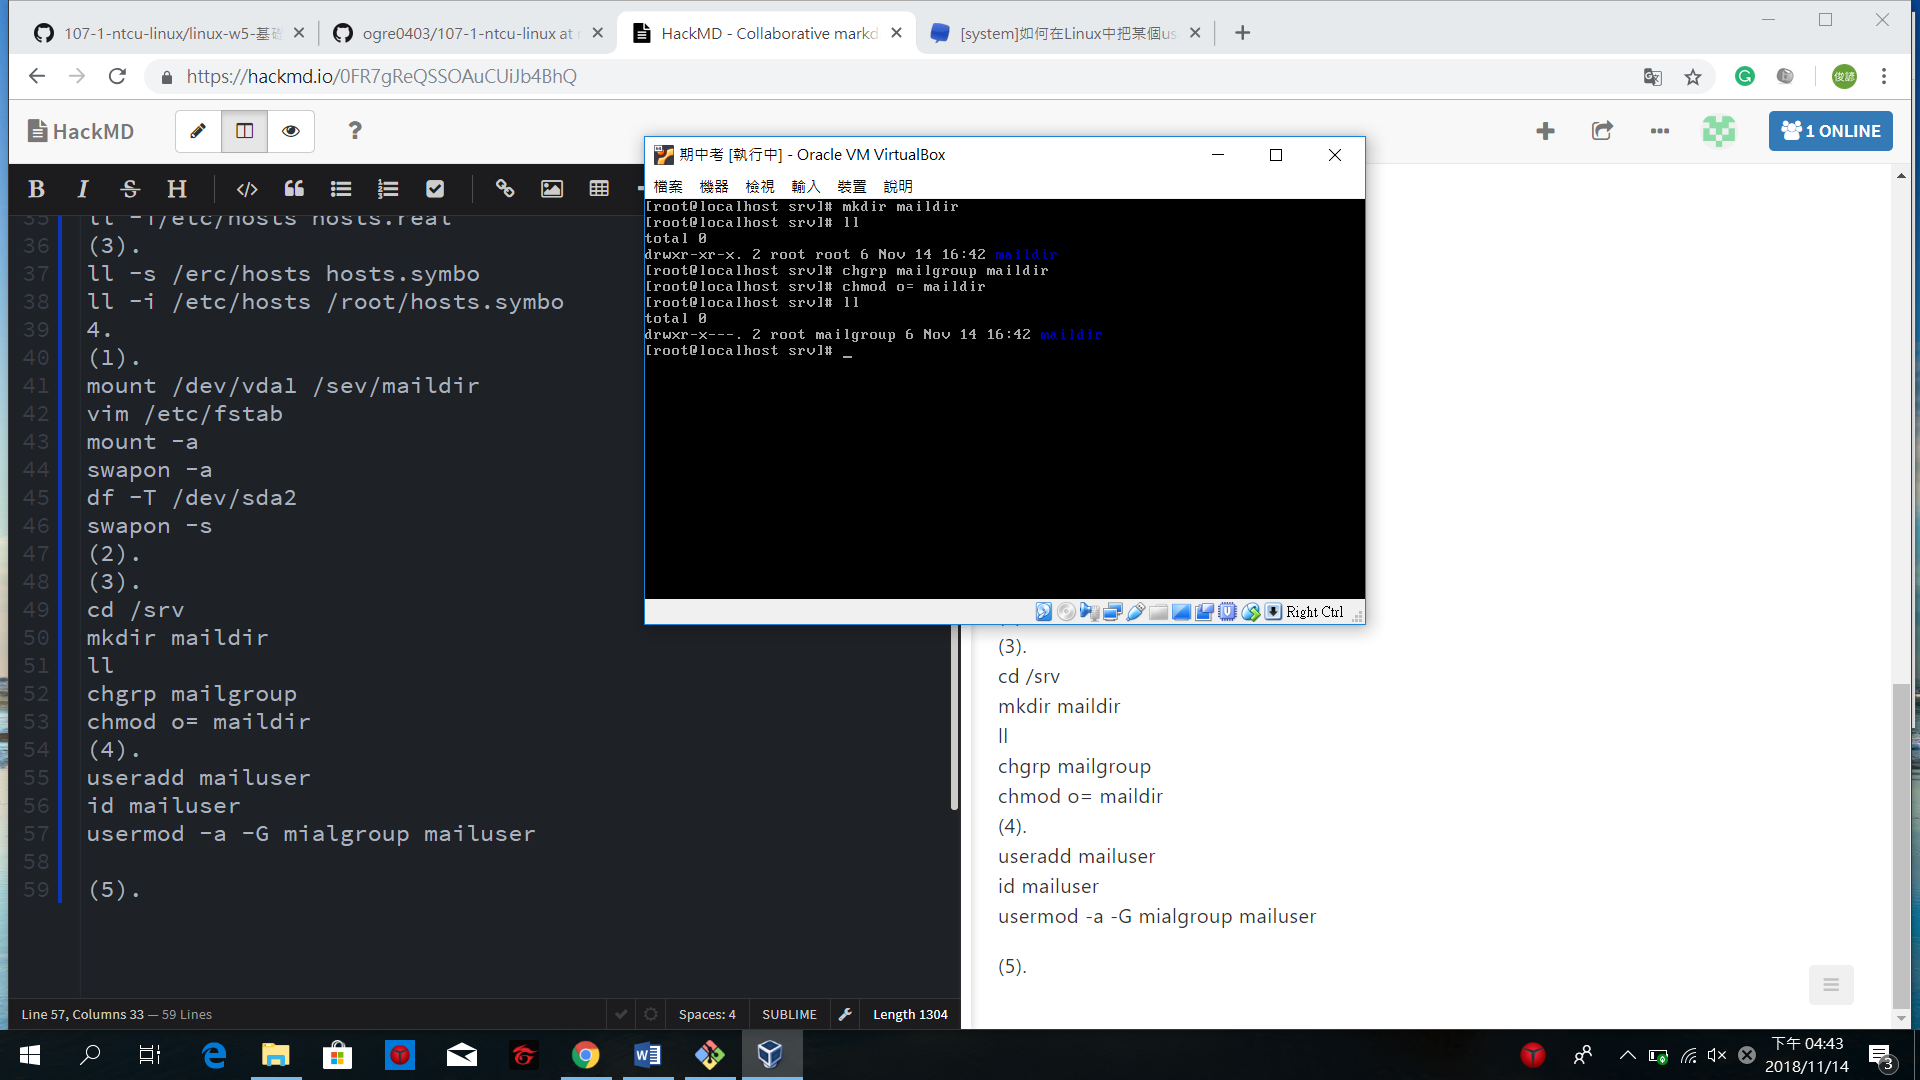 107-1-ntcu-linux/linux-w5-基礎
ogre0403/107-1-ntcu-linux at
HackMD - Collaborative markd
[system]如何在Linux中把某個us
https://hackmd.io/0FR7gReQSSOAuCUiJb4BhQ
俊諺
HackMD
?
1 ONLINE
期中考 [執行中] - Oracle VM VirtualBox
檔案 機器 檢視 輸入 裝置 說明
[root@localhost srv]# mkdir maildir
[root@localhost srv]# ll
total 0
drwxr-xr-x. 2 root root 6 Nov 14 16:42 maildir
[root@localhost srv]# chgrp mailgroup maildir
[root@localhost srv]# chmod o= maildir
[root@localhost srv]# ll
total 0
drwxr-x---. 2 root mailgroup 6 Nov 14 16:42 maildir
[root@localhost srv]# _
Right Ctrl
B I S H
35 ll -i/etc/hosts hosts.real
36 (3).
37 ll -s /erc/hosts hosts.symbo
38 ll -i /etc/hosts /root/hosts.symbo
39 4.
40 (1).
41 mount /dev/vda1 /sev/maildir
42 vim /etc/fstab
43 mount -a
44 swapon -a
45 df -T /dev/sda2
46 swapon -s
47 (2).
48 (3).
49 cd /srv
50 mkdir maildir
51 ll
52 chgrp mailgroup
53 chmod o= maildir
54 (4).
55 useradd mailuser
56 id mailuser
57 usermod -a -G mialgroup mailuser
58
59 (5).
(3).
cd /srv
mkdir maildir
ll
chgrp mailgroup
chmod o= maildir
(4).
useradd mailuser
id mailuser
usermod -a -G mialgroup mailuser
(5).
Line 57, Columns 33 — 59 Lines
Spaces: 4
SUBLIME
Length 1304
下午 04:43
2018/11/14
3